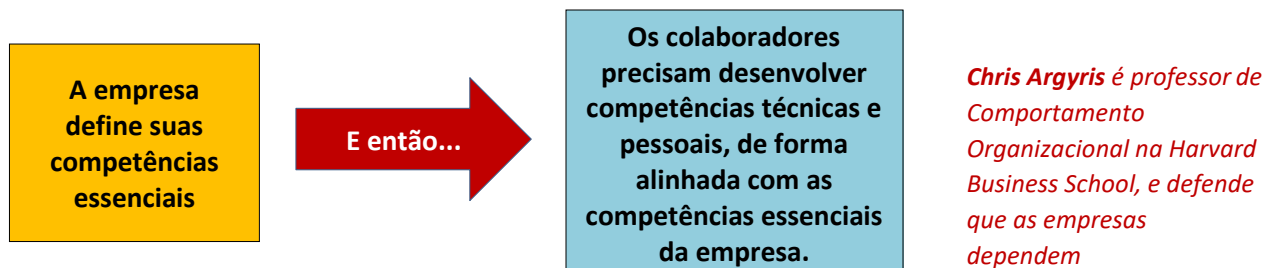 A empresa
define suas
competências
essenciais
E então...
Os colaboradores
precisam desenvolver
competências técnicas e
pessoais, de forma
alinhada com as
competências essenciais
da empresa.
Chris Argyris é professor de
Comportamento
Organizacional na Harvard
Business School, e defende
que as empresas
dependem